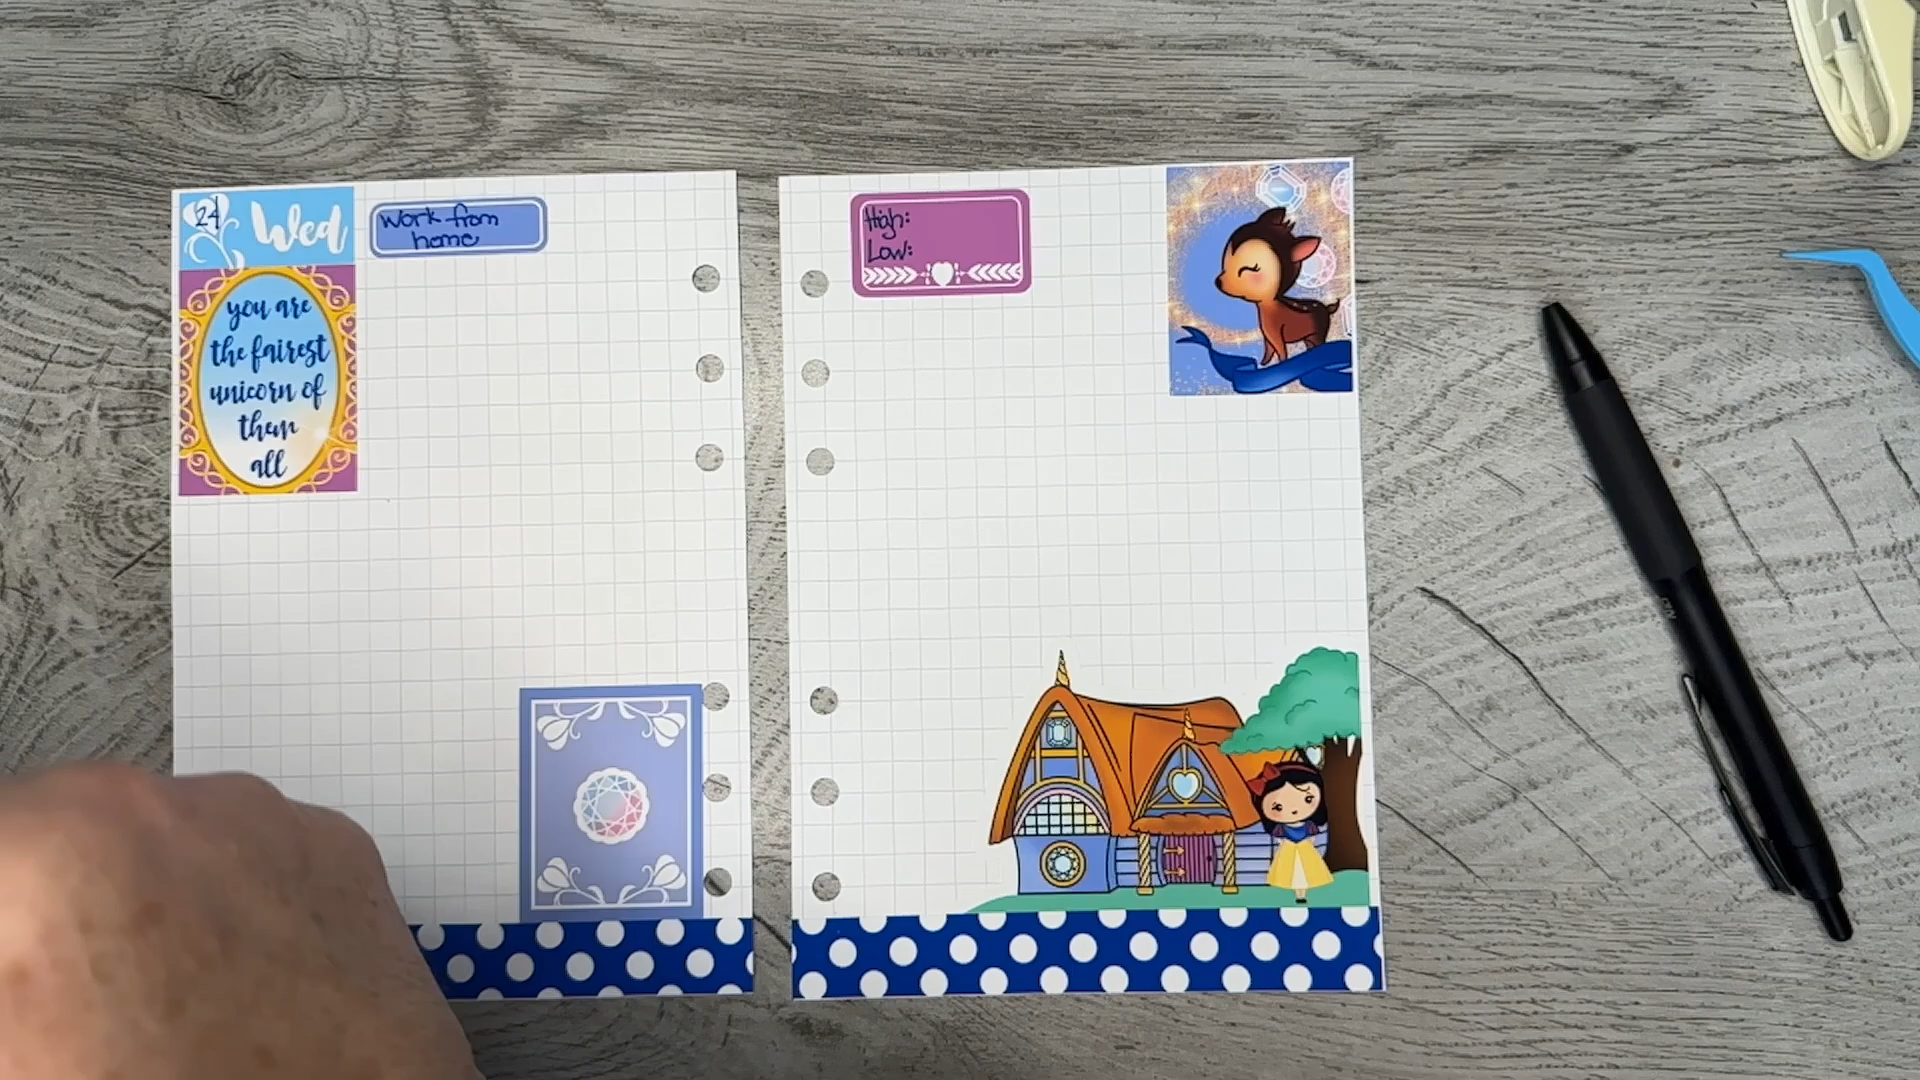 24 Wed
Work from
home
you are
the fairest
unicorn of
them
all
High:
Low: